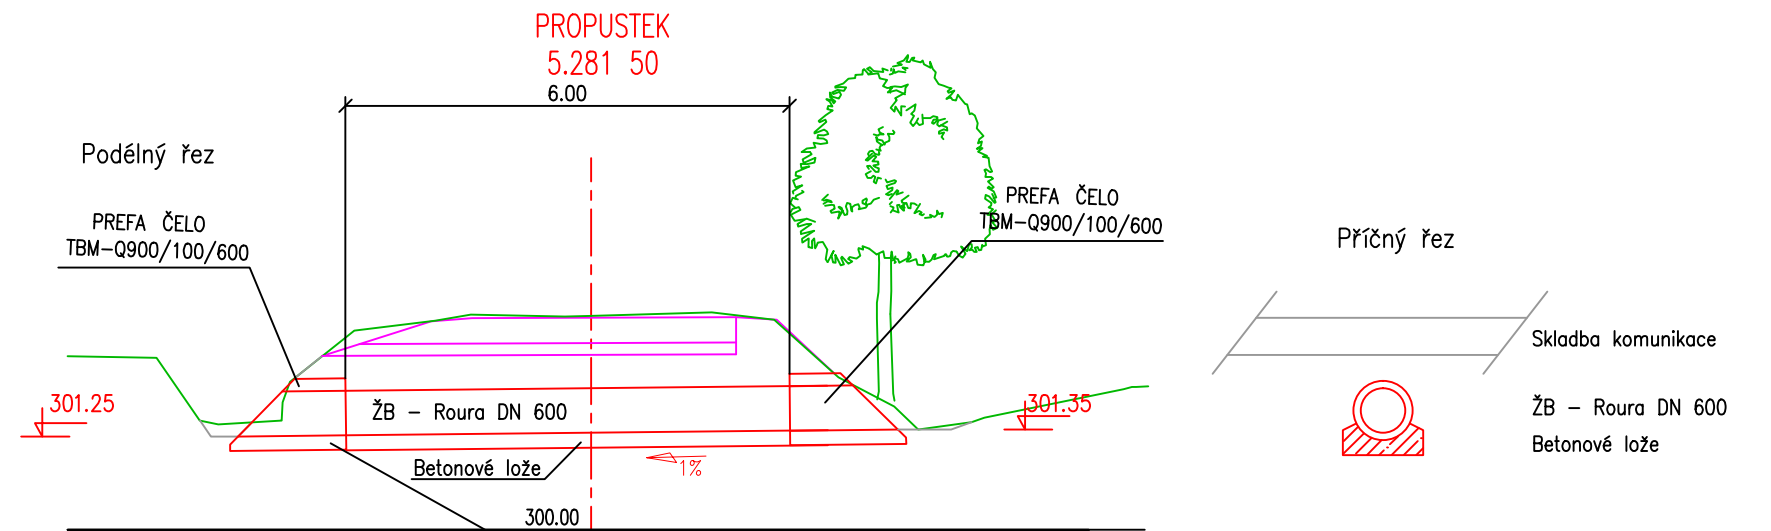 PROPUSTEK
5.281 50
6.00
Podélný řez
PREFA ČELO
TBM-Q900/100/600
PREFA ČELO
TBM-Q900/100/600
Příčný řez
Skladba komunikace
301.25
ŽB - Roura DN 600
301.35
ŽB - Roura DN 600
Betonové lože
Betonové lože
1%
300.00